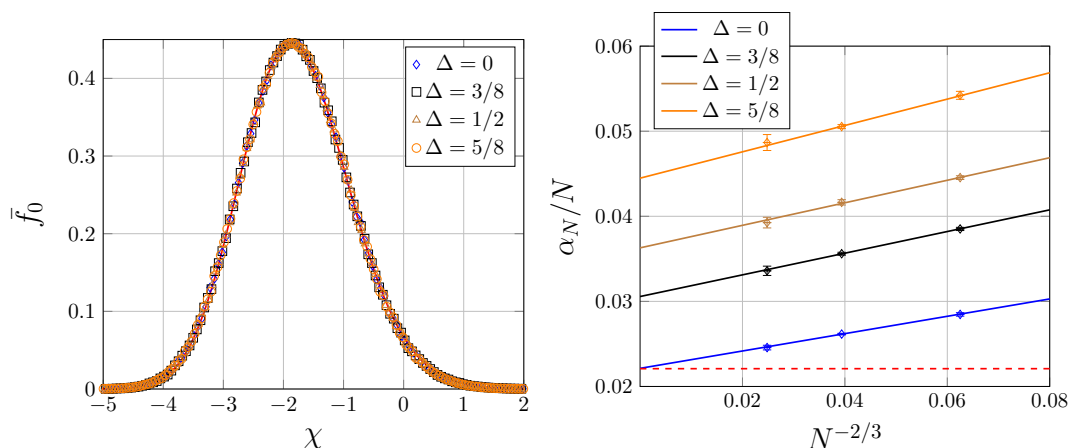 f̄₀
0.4
0.3
0.2
0.1
0
−5 −4 −3 −2 −1 0 1 2
χ
Δ = 0
Δ = 3/8
Δ = 1/2
Δ = 5/8
α_N/N
0.06
0.05
0.04
0.03
0.02
0.02 0.04 0.06 0.08
N^{−2/3}
Δ = 0
Δ = 3/8
Δ = 1/2
Δ = 5/8